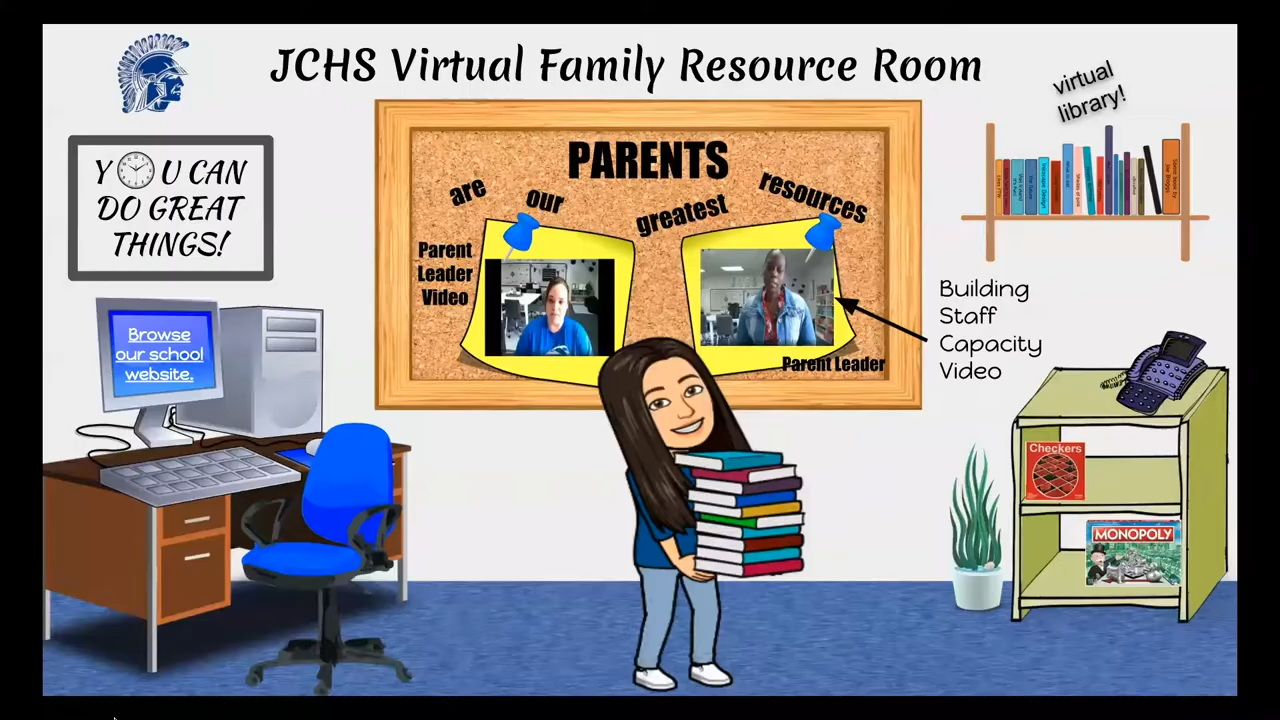 JCHS Virtual Family Resource Room
virtual
library!
Y U CAN
DO GREAT
THINGS!
PARENTS
are our greatest resources
Parent
Leader
Video
Parent Leader
Building
Staff
Capacity
Video
Browse
our school
website.
Checkers
MONOPOLY